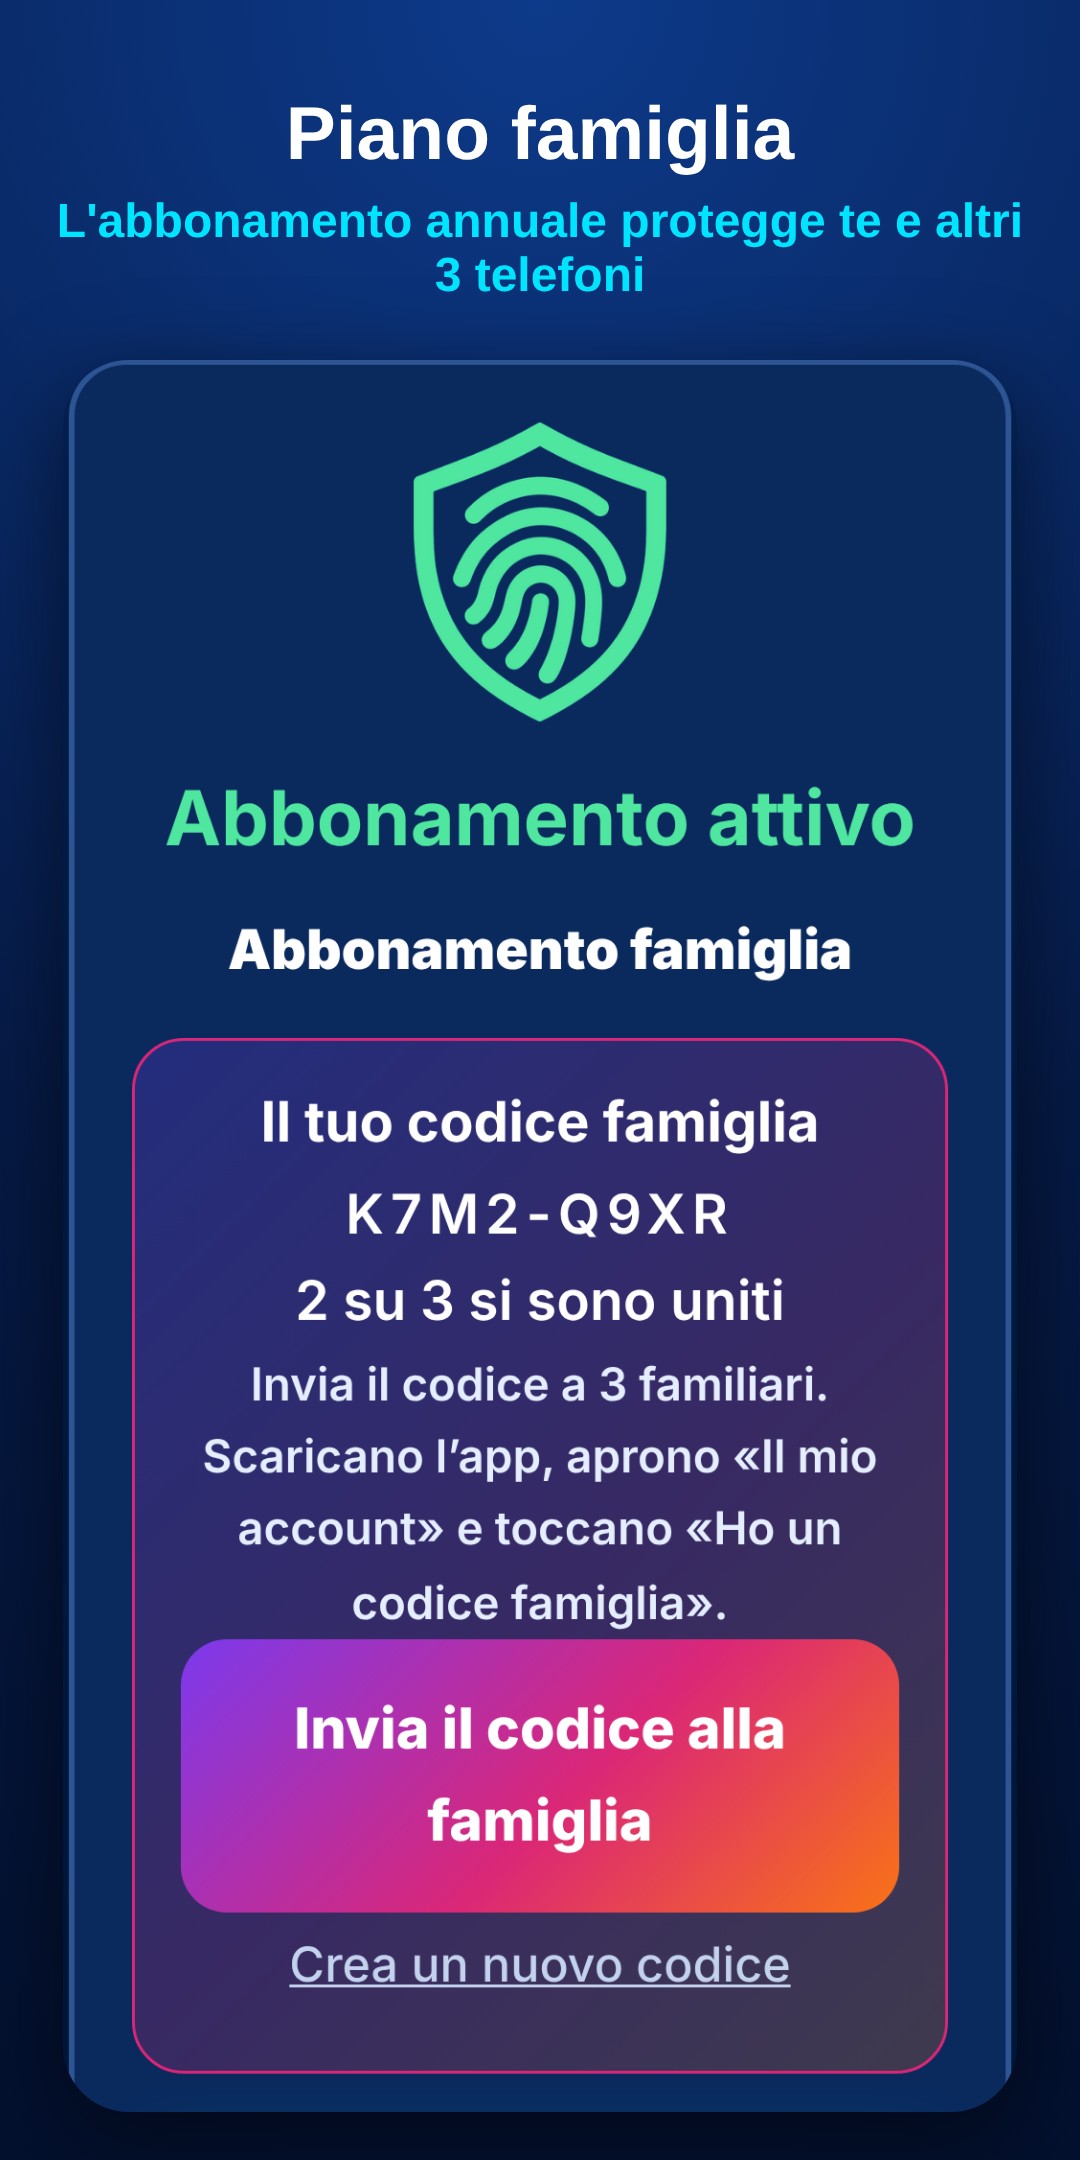 Piano famiglia
L'abbonamento annuale protegge te e altri
3 telefoni
Abbonamento attivo
Abbonamento famiglia
Il tuo codice famiglia
K7M2-Q9XR
2 su 3 si sono uniti
Invia il codice a 3 familiari.
Scaricano l’app, aprono «Il mio
account» e toccano «Ho un
codice famiglia».
Invia il codice alla
famiglia
Crea un nuovo codice